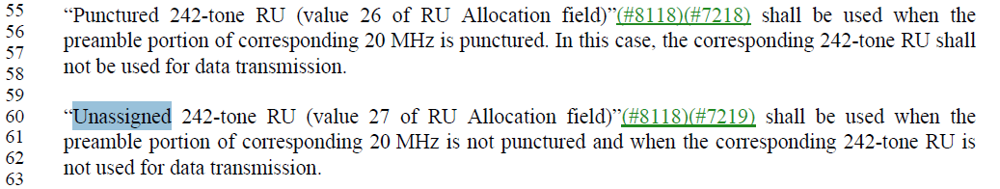 55 “Punctured 242-tone RU (value 26 of RU Allocation field)”(#8118)(#7218) shall be used when the
56 preamble portion of corresponding 20 MHz is punctured. In this case, the corresponding 242-tone RU shall
57 not be used for data transmission.
58
59
60 “Unassigned 242-tone RU (value 27 of RU Allocation field)”(#8118)(#7219) shall be used when the
61 preamble portion of corresponding 20 MHz is not punctured and when the corresponding 242-tone RU is
62 not used for data transmission.
63